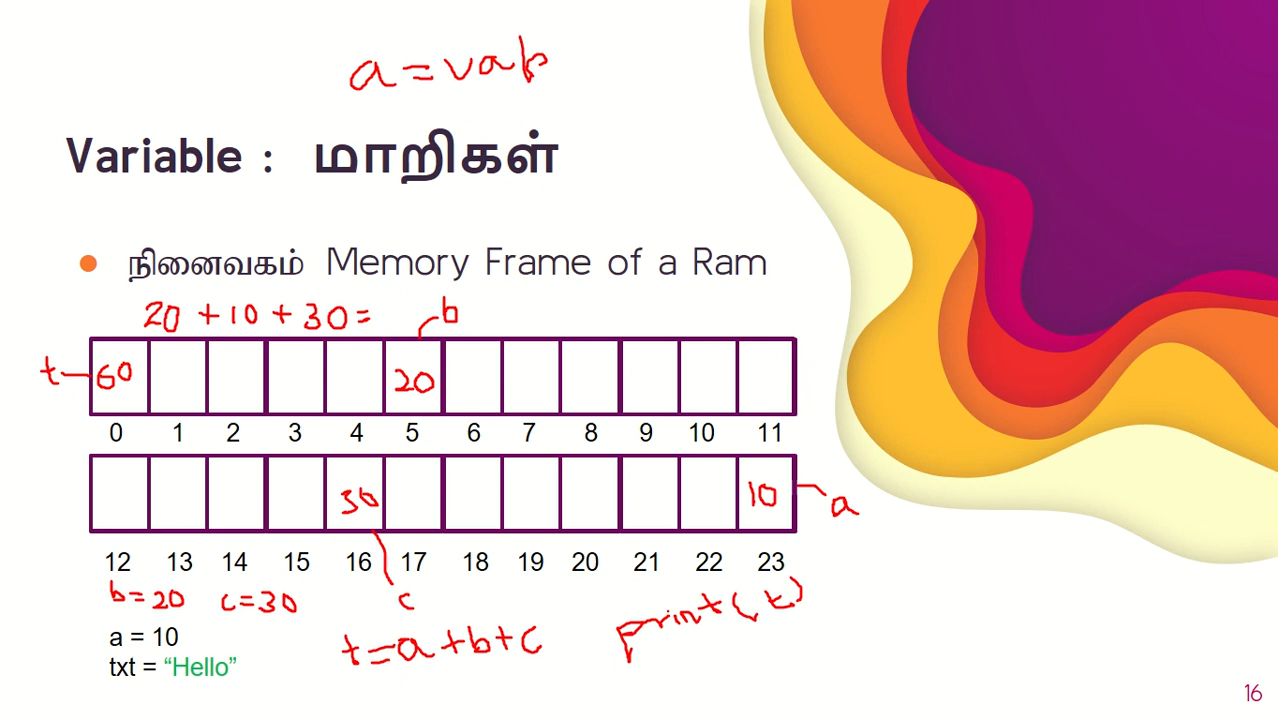 a = var
Variable : மாறிகள்
நினைவகம் Memory Frame of a Ram
20 + 10 + 30 =
b
t 60 20
0 1 2 3 4 5 6 7 8 9 10 11
30 10 a
12 13 14 15 16 17 18 19 20 21 22 23
b = 20 c = 30 c print(t)
a = 10 t = a + b + c
txt = “Hello”
16